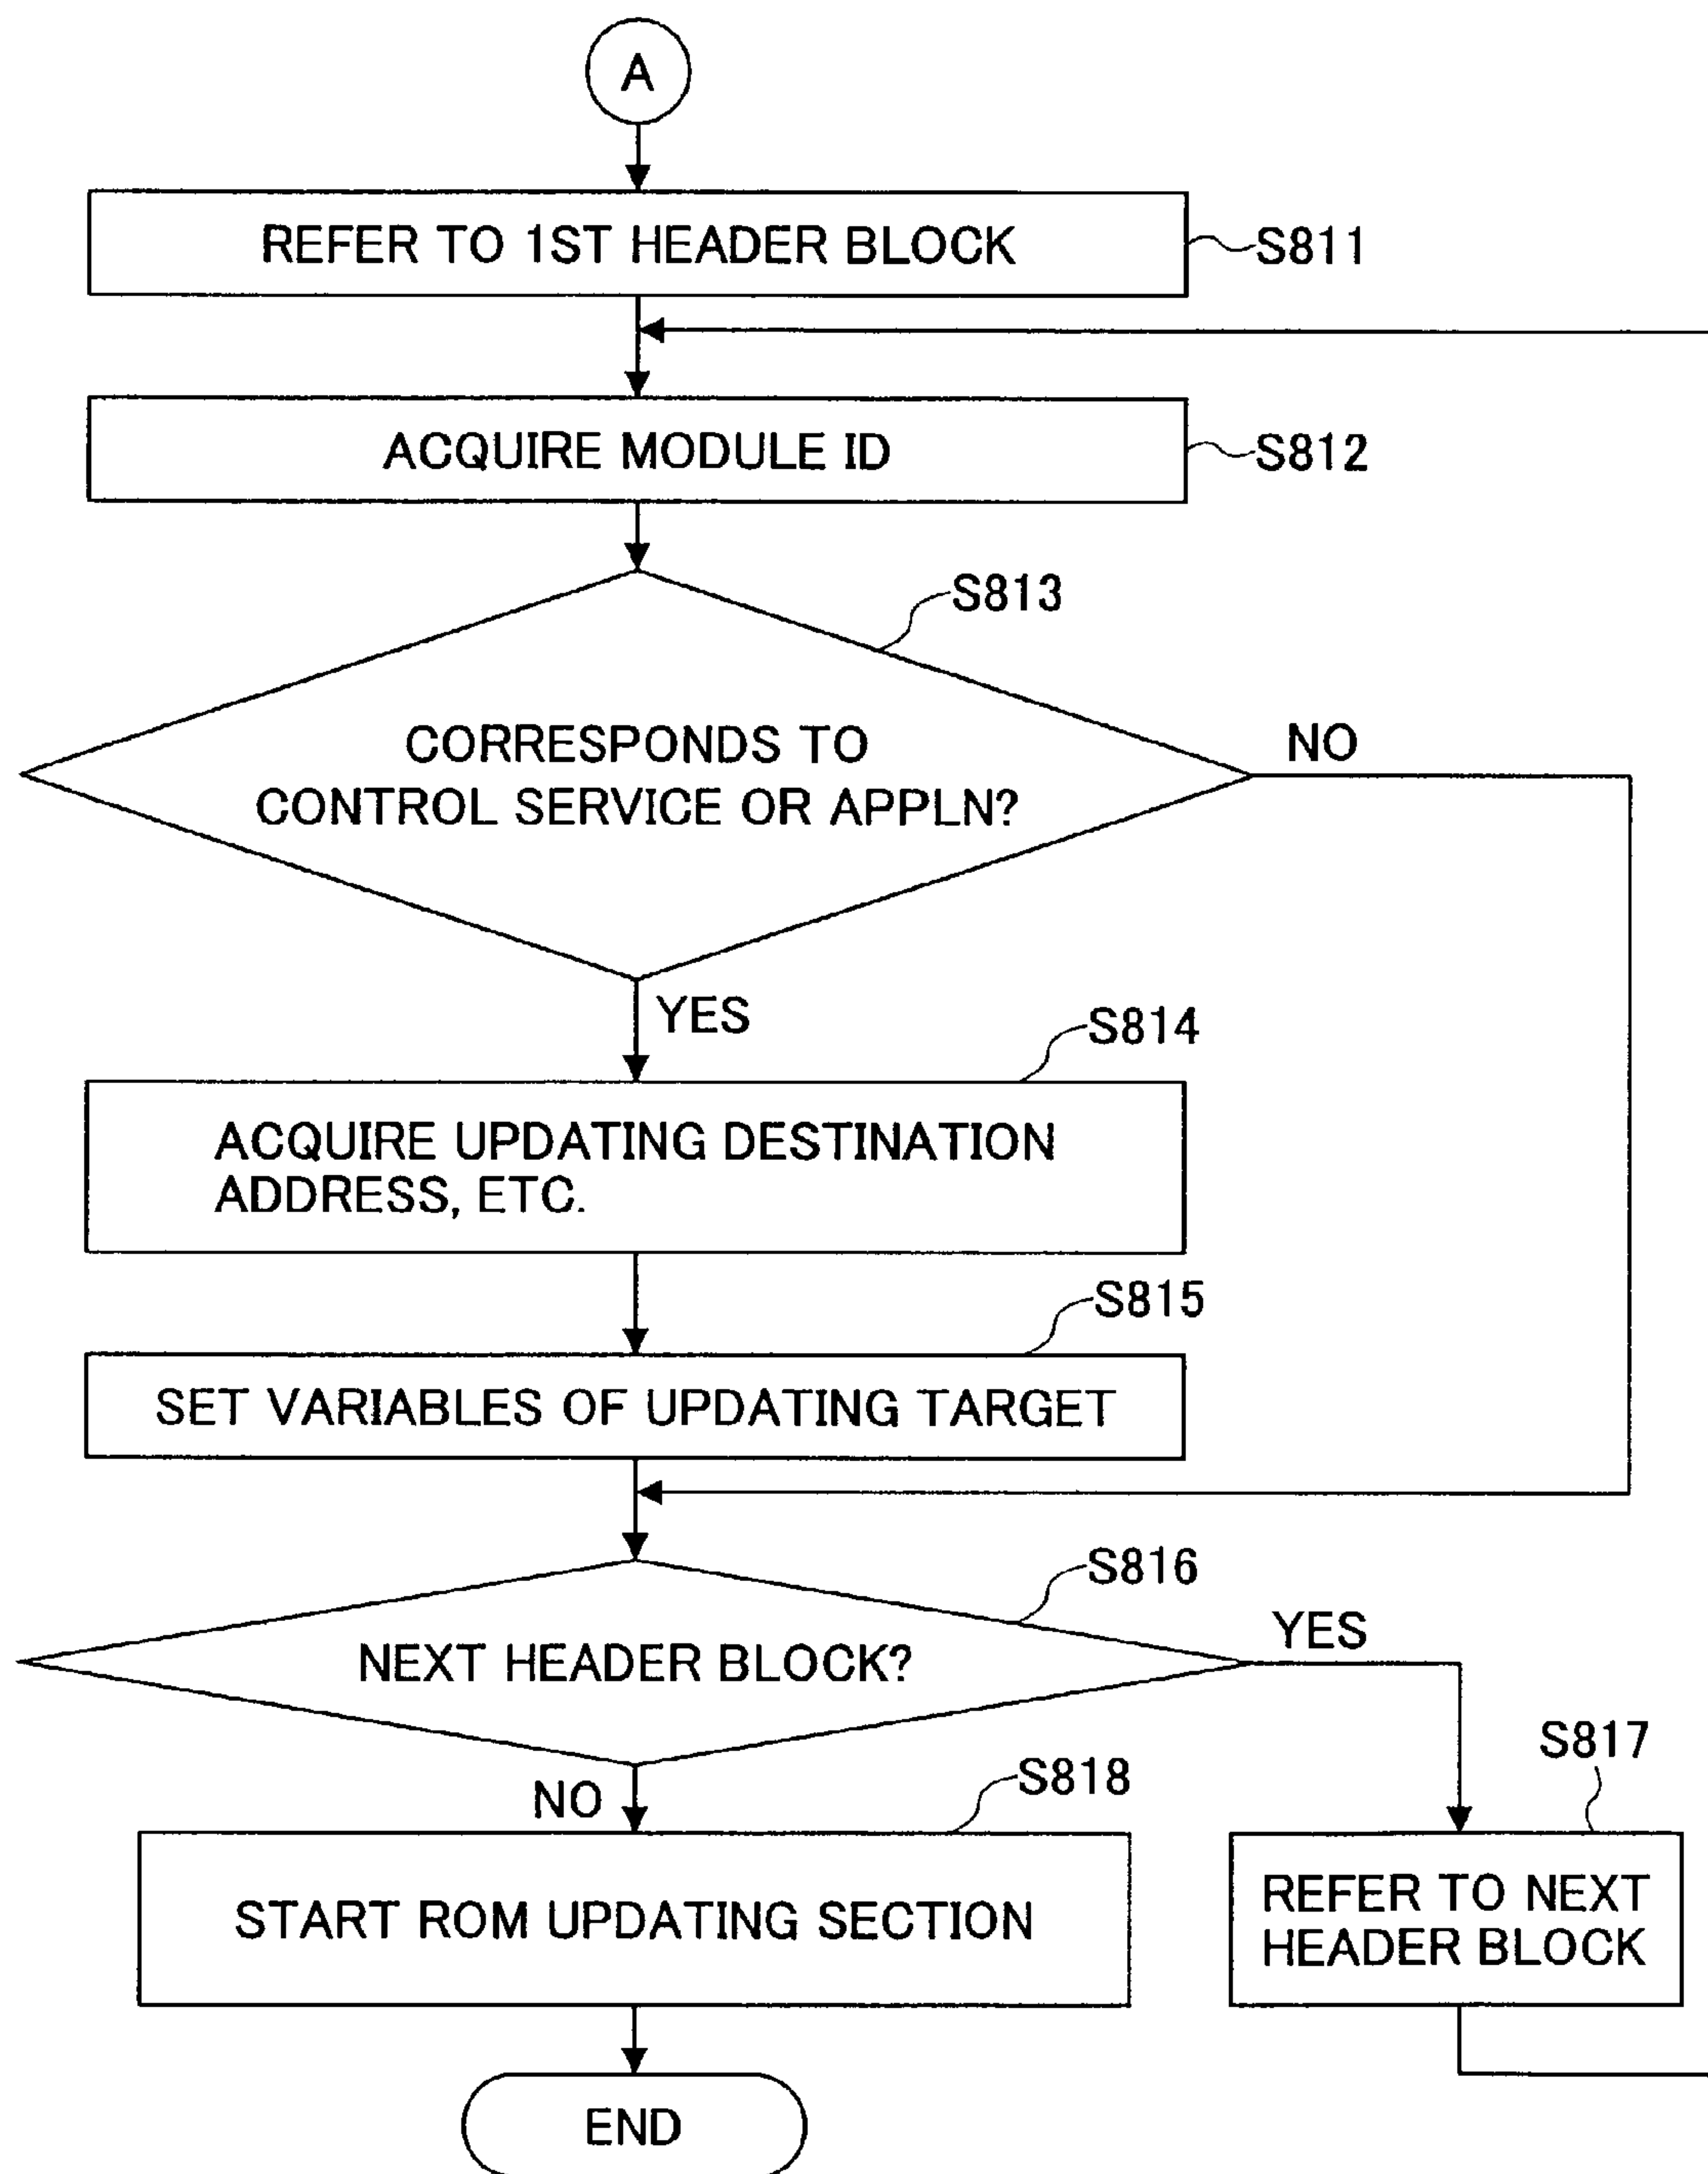 A
REFER TO 1ST HEADER BLOCK
S811
ACQUIRE MODULE ID
S812
S813
CORRESPONDS TO
CONTROL SERVICE OR APPLN?
NO
YES
S814
ACQUIRE UPDATING DESTINATION
ADDRESS, ETC.
S815
SET VARIABLES OF UPDATING TARGET
S816
NEXT HEADER BLOCK?
YES
S817
NO
S818
START ROM UPDATING SECTION
REFER TO NEXT
HEADER BLOCK
END